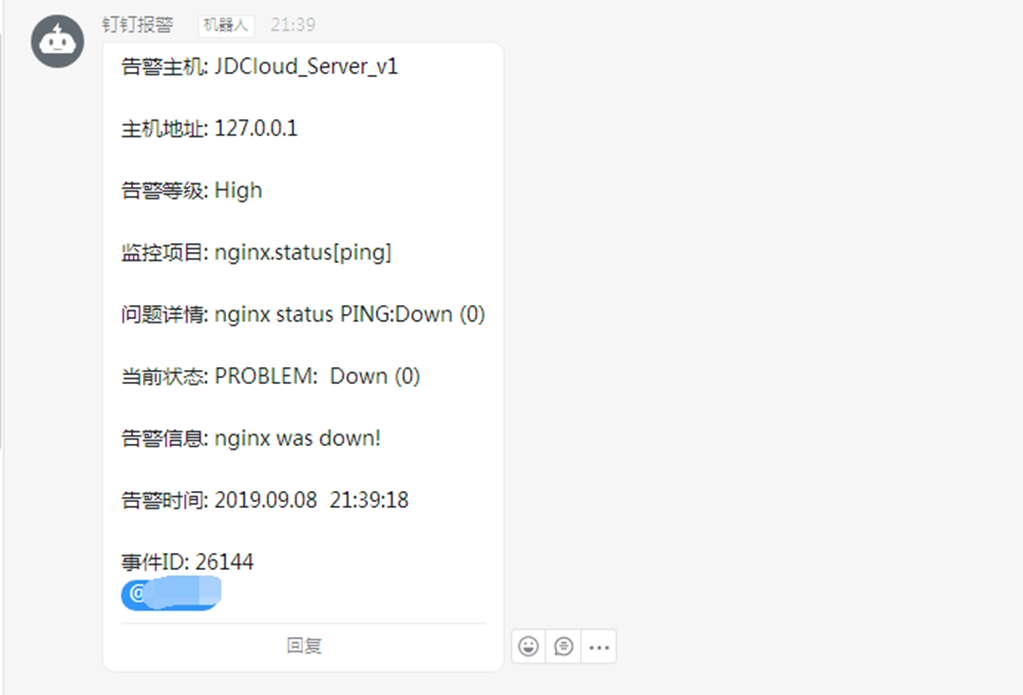 钉钉报警 机器人 21:39
告警主机: JDCloud_Server_v1
主机地址: 127.0.0.1
告警等级: High
监控项目: nginx.status[ping]
问题详情: nginx status PING:Down (0)
当前状态: PROBLEM:  Down (0)
告警信息: nginx was down!
告警时间: 2019.09.08  21:39:18
事件ID: 26144
@
回复